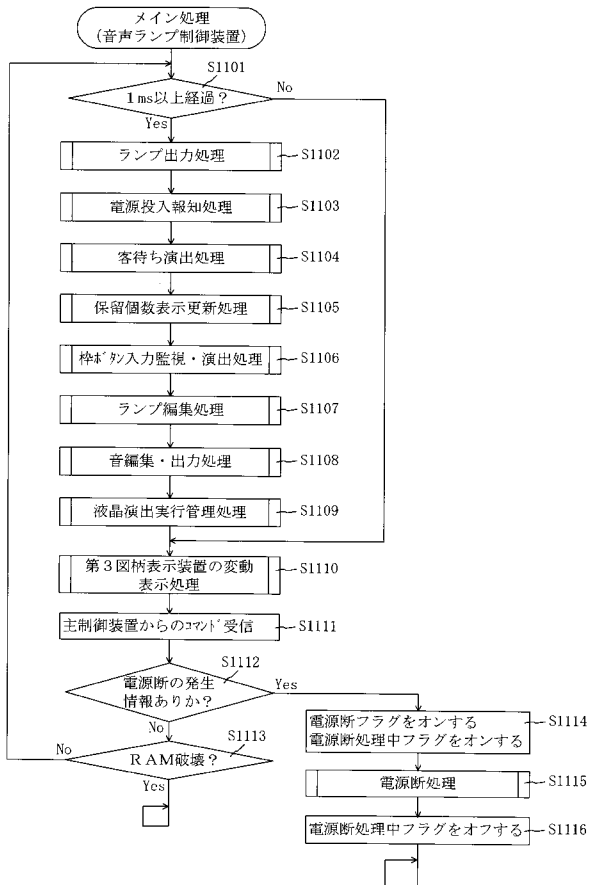 メイン処理
(音声ランプ制御装置)
S1101
1ms以上経過?
No
Yes
ランプ出力処理
S1102
電源投入報知処理
S1103
客待ち演出処理
S1104
保留個数表示更新処理
S1105
枠ﾎﾞﾀﾝ入力監視・演出処理
S1106
ランプ編集処理
S1107
音編集・出力処理
S1108
液晶演出実行管理処理
S1109
第3図柄表示装置の変動
表示処理
S1110
主制御装置からのｺﾏﾝﾄﾞ受信
S1111
S1112
電源断の発生
情報ありか?
Yes
No
S1113
RAM破壊?
No
Yes
電源断フラグをオンする
電源断処理中フラグをオンする
S1114
電源断処理
S1115
電源断処理中フラグをオフする
S1116